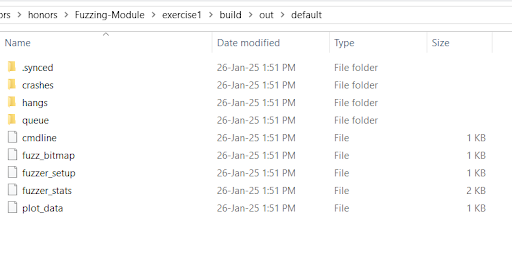 ors > honors > Fuzzing-Module > exercise1 > build > out > default
Name Date modified Type Size
.synced 26-Jan-25 1:51 PM File folder
crashes 26-Jan-25 1:51 PM File folder
hangs 26-Jan-25 1:51 PM File folder
queue 26-Jan-25 1:51 PM File folder
cmdline 26-Jan-25 1:51 PM File 1 KB
fuzz_bitmap 26-Jan-25 1:51 PM File 1 KB
fuzzer_setup 26-Jan-25 1:51 PM File 1 KB
fuzzer_stats 26-Jan-25 1:51 PM File 2 KB
plot_data 26-Jan-25 1:51 PM File 1 KB